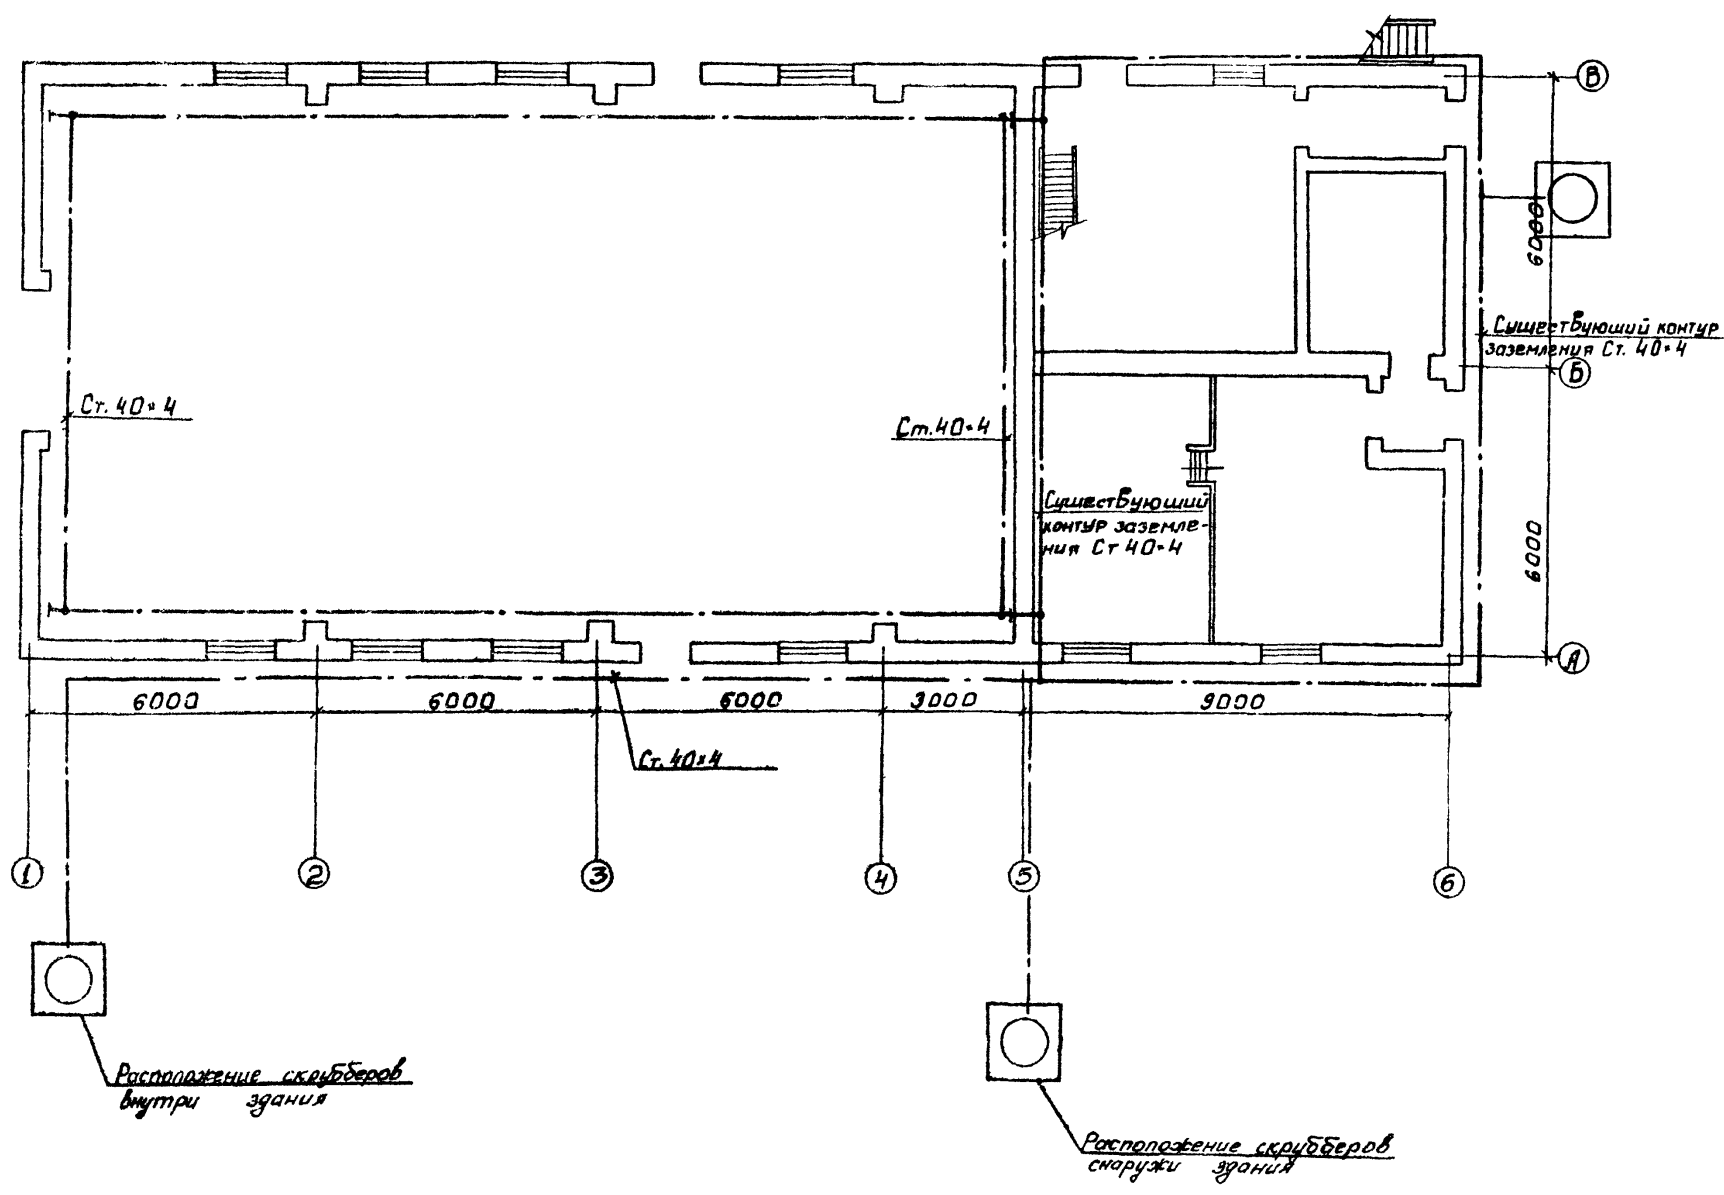 В
6000
Существующий контур
заземления Ст. 40×4
Б
Ст. 40×4
Ст. 40×4
Существующий
контур заземле-
ния Ст 40×4
6000
А
6000
6000
6000
3000
9000
Ст. 40×4
1
2
3
4
5
6
Расположение скрубберов
внутри здания
Расположение скрубберов
снаружи здания